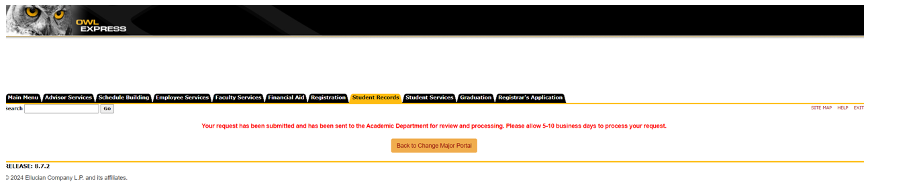 OWL
EXPRESS
Main Menu Advisor Services Schedule Building Employee Services Faculty Services Financial Aid Registration Student Records Student Services Graduation Registrar's Application
Search Go SITE MAP HELP EXIT
Your request has been submitted and has been sent to the Academic Department for review and processing. Please allow 5-10 business days to process your request.
Back to Change Major Portal
RELEASE: 8.7.2
© 2024 Ellucian Company L.P. and its affiliates.